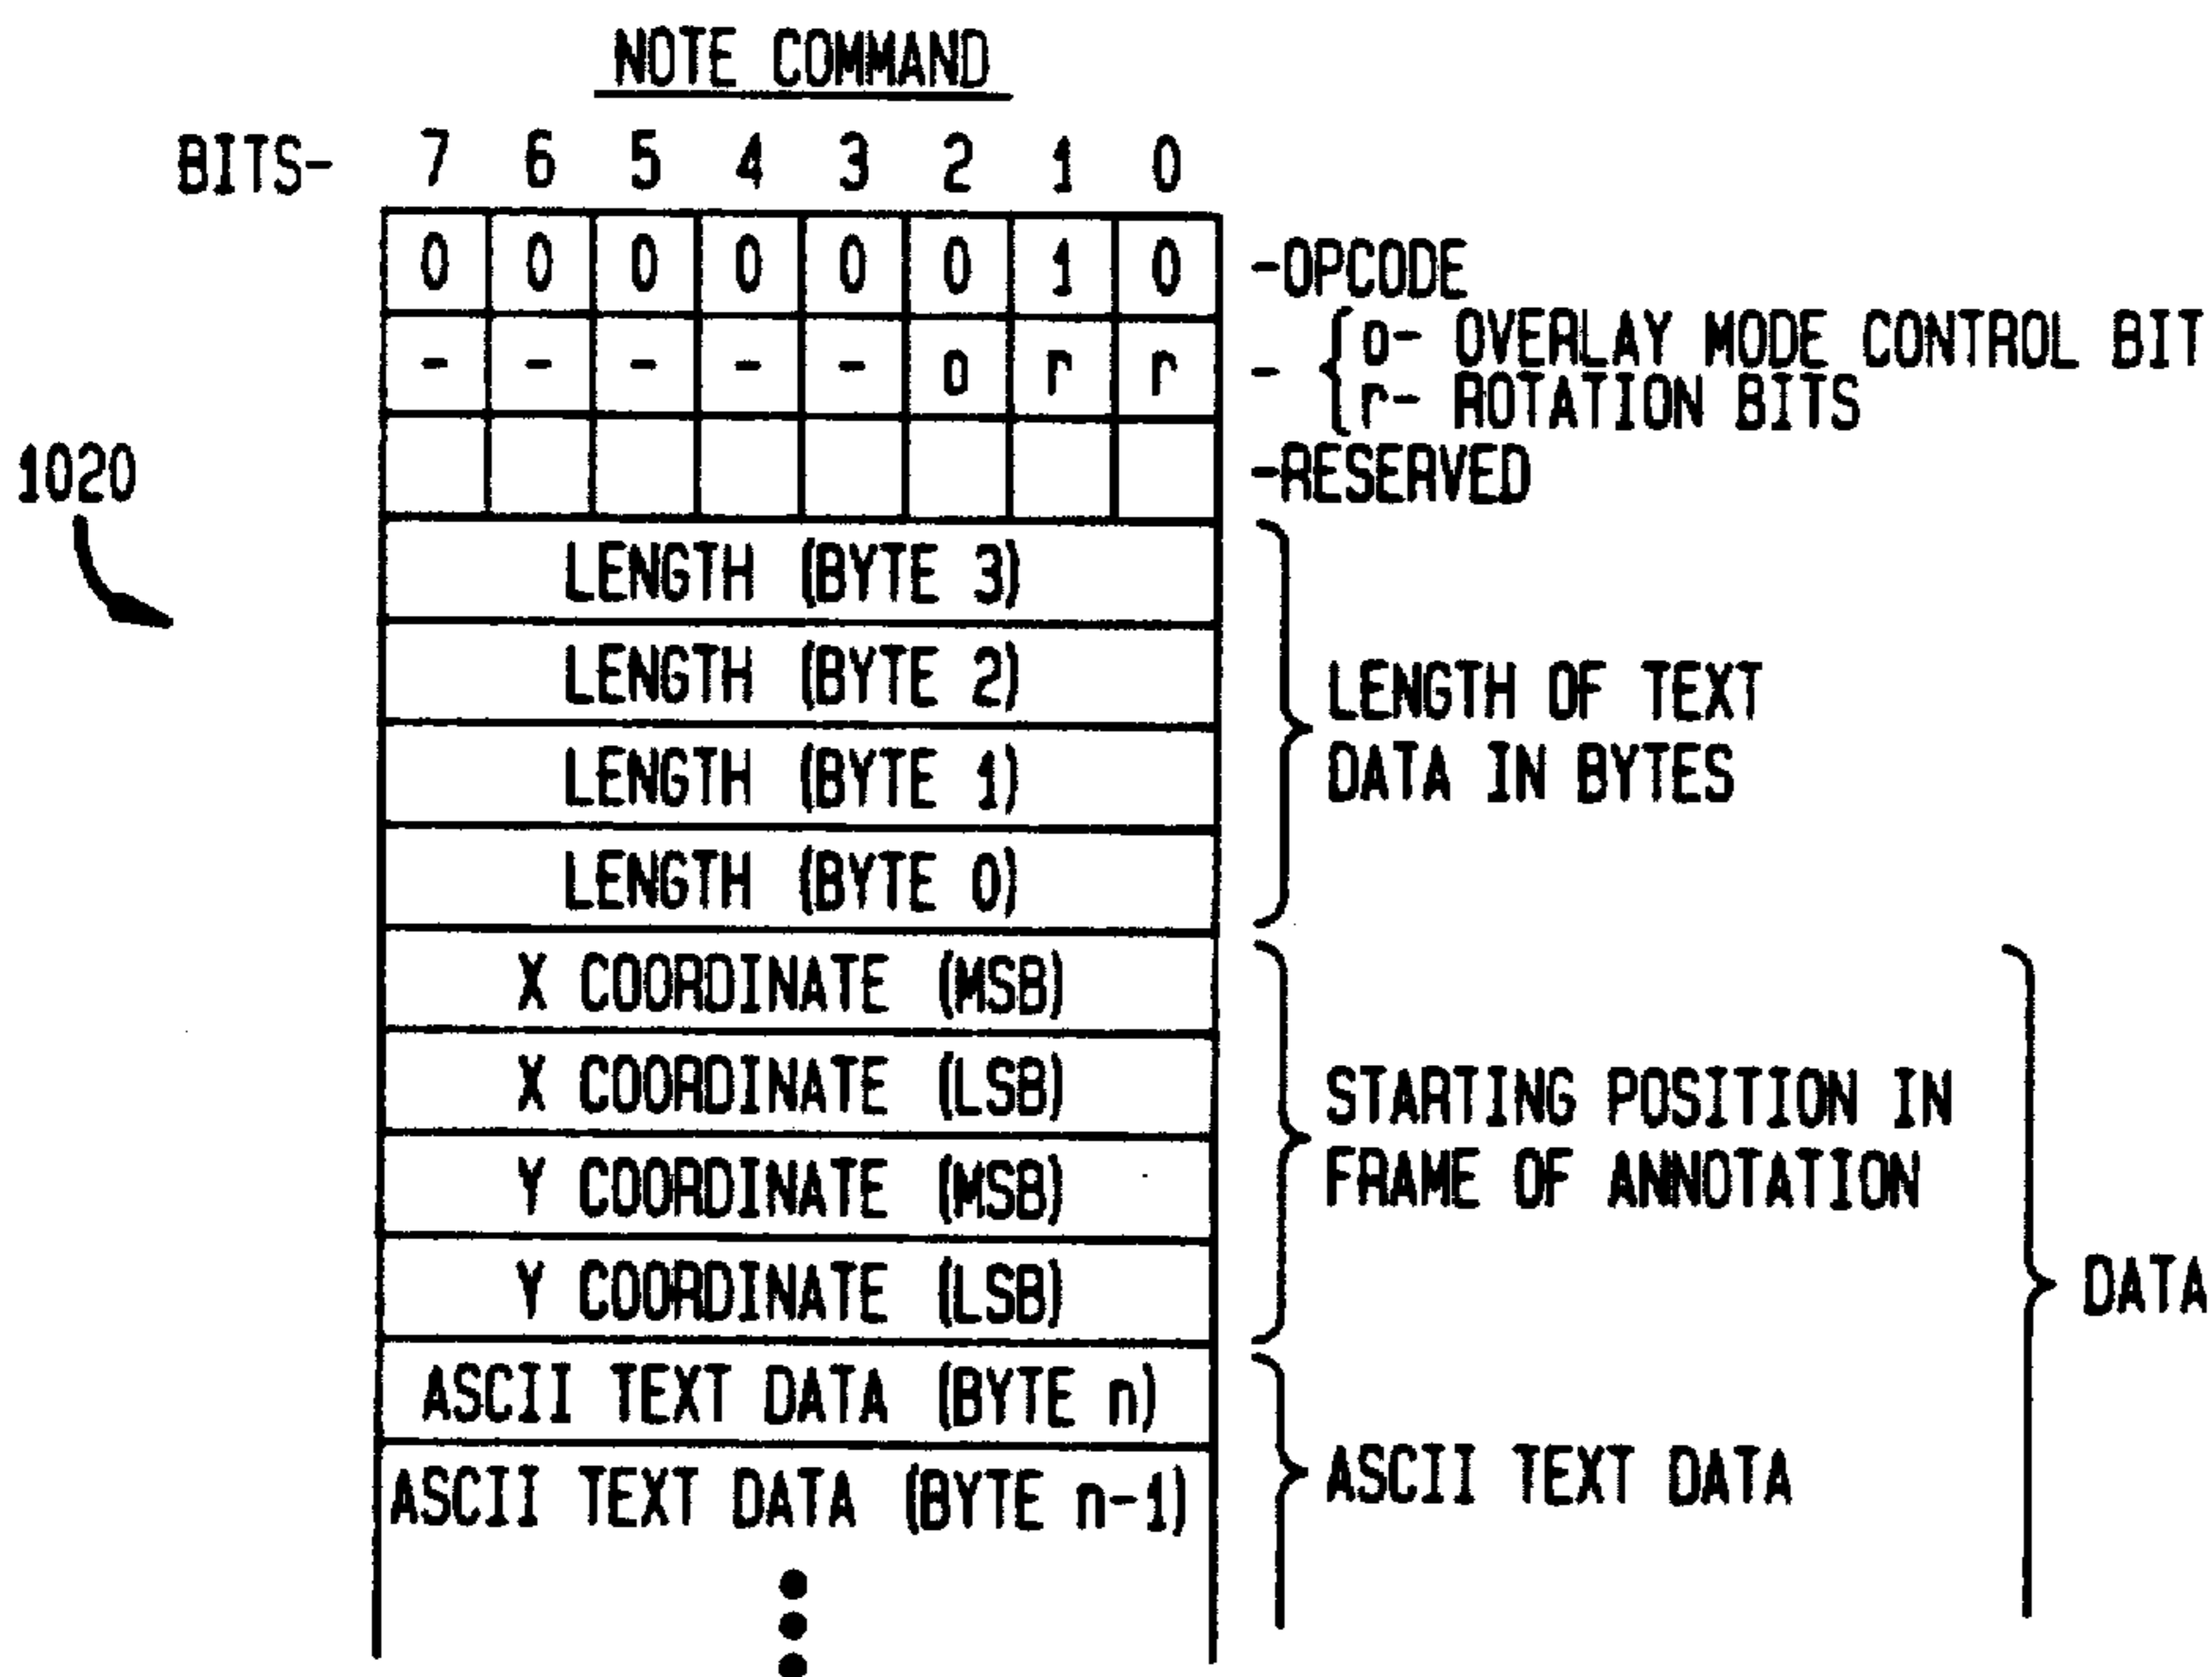 NOTE COMMAND
BITS- 7 6 5 4 3 2 1 0
0 0 0 0 0 0 1 0 -OPCODE
- - - - - o r r - { o- OVERLAY MODE CONTROL BIT
r- ROTATION BITS
-RESERVED
1020
LENGTH (BYTE 3)
LENGTH (BYTE 2)
LENGTH (BYTE 1)
LENGTH (BYTE 0)
LENGTH OF TEXT
DATA IN BYTES
X COORDINATE (MSB)
X COORDINATE (LSB)
Y COORDINATE (MSB)
Y COORDINATE (LSB)
STARTING POSITION IN
FRAME OF ANNOTATION
DATA
ASCII TEXT DATA (BYTE n)
ASCII TEXT DATA (BYTE n-1)
ASCII TEXT DATA